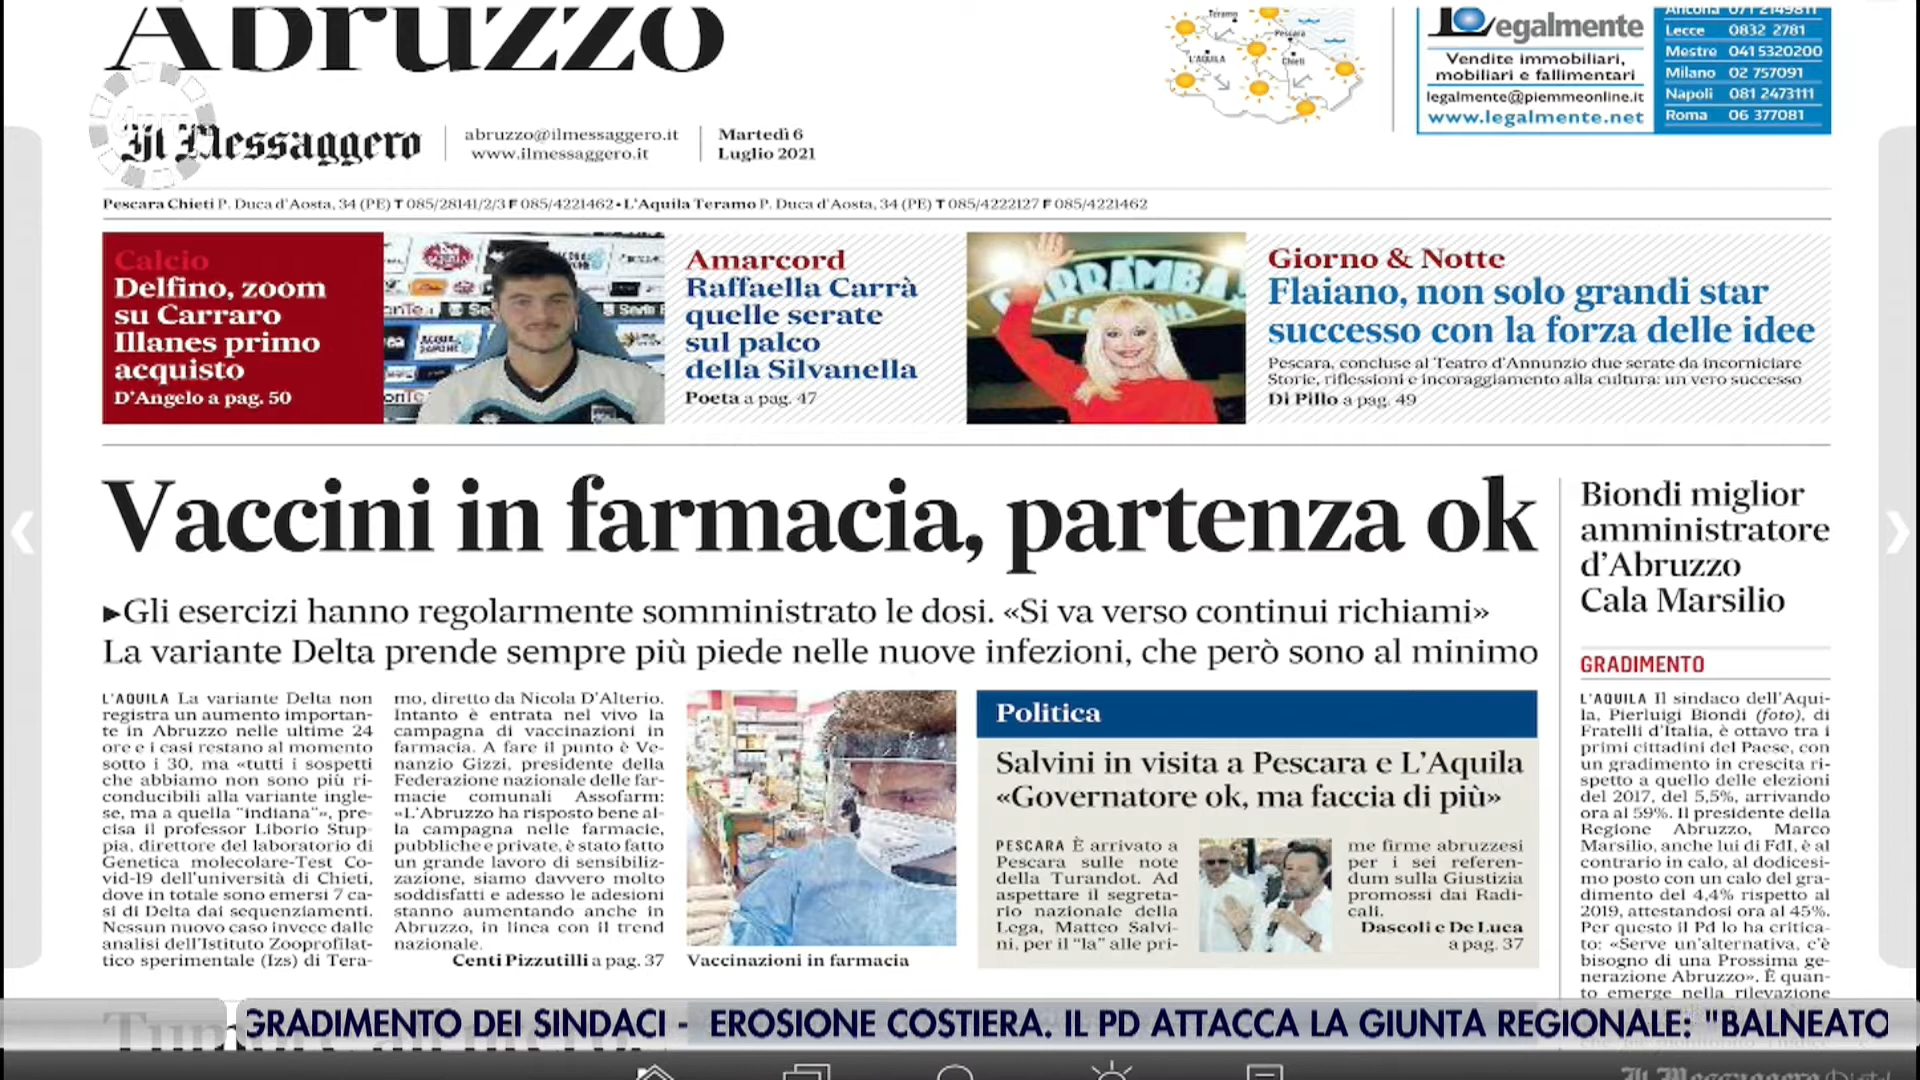 Abruzzo
Il Messaggero
abruzzo@ilmessaggero.it
www.ilmessaggero.it
Martedì 6
Luglio 2021
Teramo
Pescara
L'AQUILA
Chieti
Legalmente
Vendite immobiliari,
mobiliari e fallimentari
legalmente@piemmeonline.it
www.legalmente.net
Ancona 071 2149811
Lecce 0832 2781
Mestre 041 5320200
Milano 02 757091
Napoli 081 2473111
Roma 06 377081
Pescara Chieti P. Duca d'Aosta, 34 (PE) T 085/28141/2/3 F 085/4221462 • L'Aquila Teramo P. Duca d'Aosta, 34 (PE) T 085/4222127 F 085/4221462
Calcio
Delfino, zoom
su Carraro
Illanes primo
acquisto
D'Angelo a pag. 50
Amarcord
Raffaella Carrà
quelle serate
sul palco
della Silvanella
Poeta a pag. 47
Giorno & Notte
Flaiano, non solo grandi star
successo con la forza delle idee
Pescara, concluse al Teatro d'Annunzio due serate da incorniciare
Storie, riflessioni e incoraggiamento alla cultura: un vero successo
Di Pillo a pag. 49
Vaccini in farmacia, partenza ok
►Gli esercizi hanno regolarmente somministrato le dosi. «Si va verso continui richiami»
La variante Delta prende sempre più piede nelle nuove infezioni, che però sono al minimo
L'AQUILA La variante Delta non
registra un aumento importan-
te in Abruzzo nelle ultime 24
ore e i casi restano al momento
sotto i 30, ma «tutti i sospetti
che abbiamo non sono più ri-
conducibili alla variante ingle-
se, ma a quella "indiana"», pre-
cisa il professor Liborio Stup-
pia, direttore del laboratorio di
Genetica molecolare-Test Co-
vid-19 dell'università di Chieti,
dove in totale sono emersi 7 ca-
si di Delta dai sequenziamenti.
Nessun nuovo caso invece dalle
analisi dell'Istituto Zooprofilat-
tico sperimentale (Izs) di Tera-
mo, diretto da Nicola D'Alterio.
Intanto è entrata nel vivo la
campagna di vaccinazioni in
farmacia. A fare il punto è Ve-
nanzio Gizzi, presidente della
Federazione nazionale delle far-
macie comunali Assofarm:
«L'Abruzzo ha risposto bene al-
la campagna nelle farmacie,
pubbliche e private, è stato fatto
un grande lavoro di sensibiliz-
zazione, siamo davvero molto
soddisfatti e adesso le adesioni
stanno aumentando anche in
Abruzzo, in linea con il trend
nazionale.
Centi Pizzutilli a pag. 37
Vaccinazioni in farmacia
Politica
Salvini in visita a Pescara e L'Aquila
«Governatore ok, ma faccia di più»
PESCARA È arrivato a
Pescara sulle note
della Turandot. Ad
aspettare il segreta-
rio nazionale della
Lega, Matteo Salvi-
ni, per il "la" alle pri-
me firme abruzzesi
per i sei referen-
dum sulla Giustizia
promossi dai Radi-
cali.
Dascoli e De Luca
a pag. 37
Biondi miglior
amministratore
d'Abruzzo
Cala Marsilio
GRADIMENTO
L'AQUILA Il sindaco dell'Aqui-
la, Pierluigi Biondi (foto), di
Fratelli d'Italia, è ottavo tra i
primi cittadini del Paese, con
un gradimento in crescita ri-
spetto a quello delle elezioni
del 2017, del 5,5%, arrivando
ora al 59%. Il presidente della
Regione Abruzzo, Marco
Marsilio, anche lui di FdI, è al
contrario in calo, al dodicesi-
mo posto con un calo del gra-
dimento del 4,4% rispetto al
2019, attestandosi ora al 45%.
Per questo il Pd lo ha critica-
to: «Serve un'alternativa, c'è
bisogno di una Prossima ge-
nerazione Abruzzo». È quan-
to emerge nella rilevazione
GRADIMENTO DEI SINDACI - EROSIONE COSTIERA. IL PD ATTACCA LA GIUNTA REGIONALE: "BALNEATO
Il Messaggero